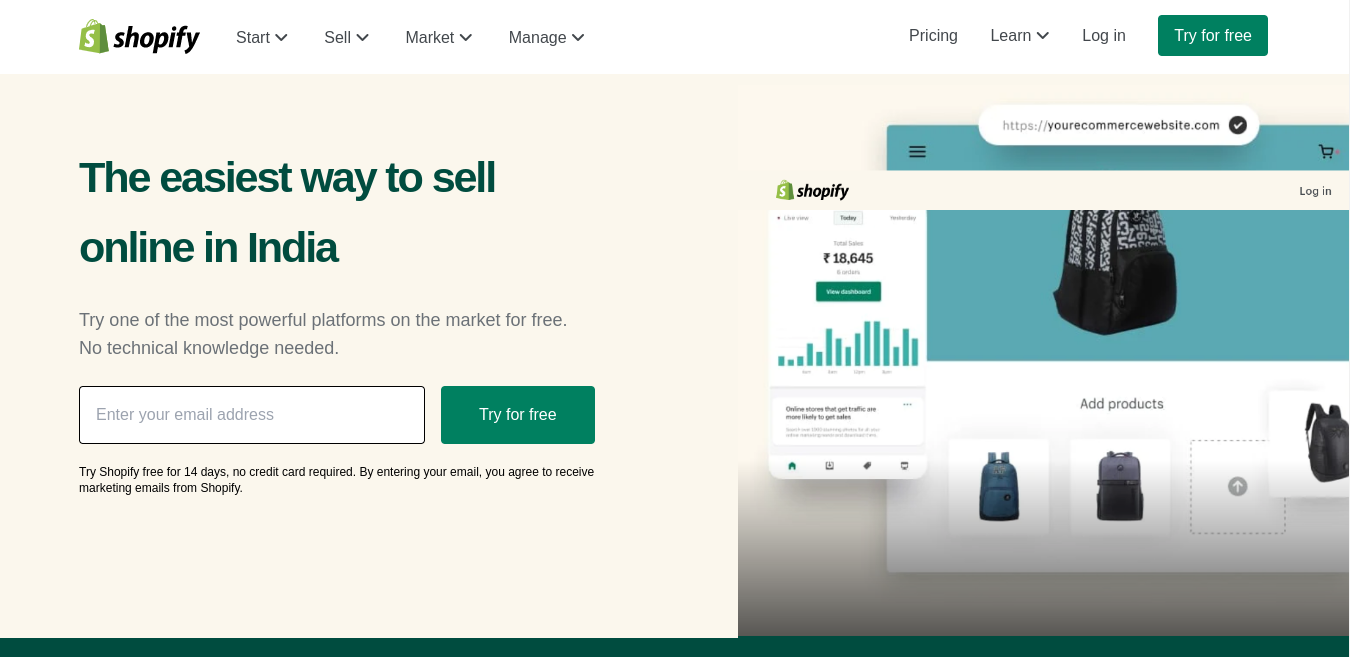 shopify
Start
Sell
Market
Manage
Pricing
Learn
Log in
Try for free
The easiest way to sell
online in India
Try one of the most powerful platforms on the market for free.
No technical knowledge needed.
Enter your email address
Try for free
Try Shopify free for 14 days, no credit card required. By entering your email, you agree to receive
marketing emails from Shopify.
https://yourecommercewebsite.com
shopify
Log in
Live view
Today
Yesterday
Total Sales
₹ 18,645
6 orders
View dashboard
Online stores that get traffic are
more likely to get sales
Add products